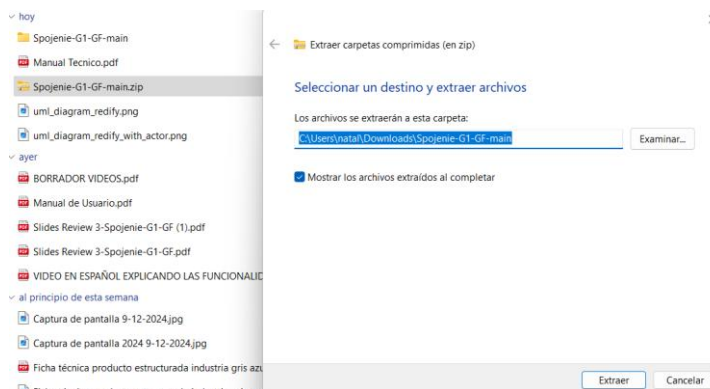 hoy
Spojenie-G1-GF-main
Manual Tecnico.pdf
Spojenie-G1-GF-main.zip
uml_diagram_redify.png
uml_diagram_redify_with_actor.png
ayer
BORRADOR VIDEOS.pdf
Manual de Usuario.pdf
Slides Review 3-Spojenie-G1-GF (1).pdf
Slides Review 3-Spojenie-G1-GF.pdf
VIDEO EN ESPAÑOL EXPLICANDO LAS FUNCIONALID
al principio de esta semana
Captura de pantalla 9-12-2024.jpg
Captura de pantalla 2024 9-12-2024.jpg
Ficha técnica producto estructurada industria gris azu
Extraer carpetas comprimidas (en zip)
Seleccionar un destino y extraer archivos
Los archivos se extraerán a esta carpeta:
C:\Users\natal\Downloads\Spojenie-G1-GF-main
Examinar...
Mostrar los archivos extraídos al completar
Extraer
Cancelar